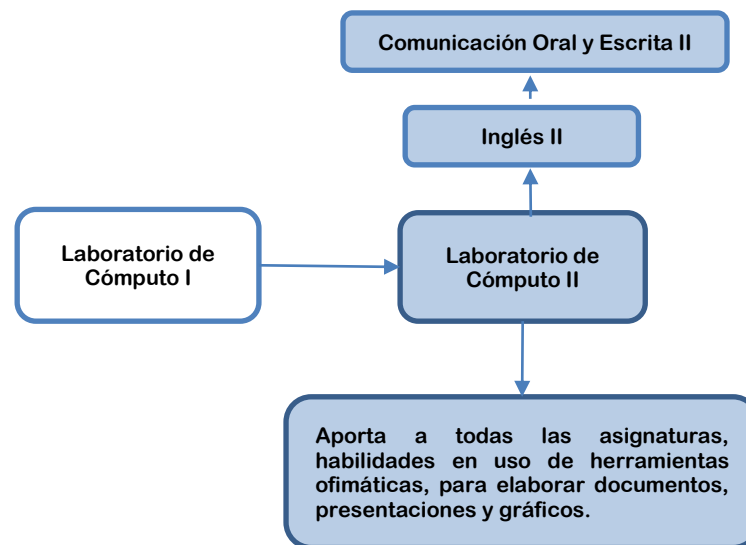 Comunicación Oral y Escrita II
Inglés II
Laboratorio de
Cómputo I
Laboratorio de
Cómputo II
Aporta a todas las asignaturas,
habilidades en uso de herramientas
ofimáticas, para elaborar documentos,
presentaciones y gráficos.